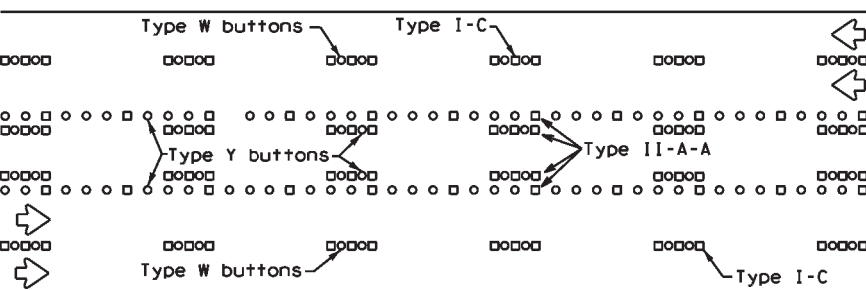 Type W buttons
Type I-C
Type Y buttons
Type II-A-A
Type W buttons
Type I-C